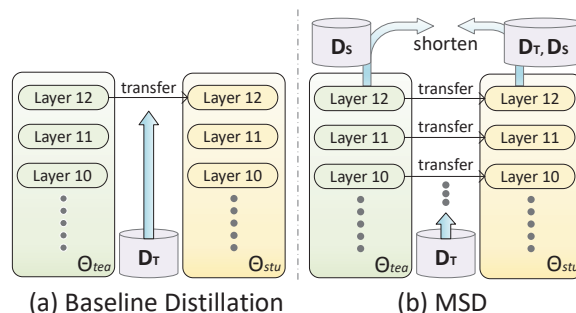 transfer
Layer 12
Layer 11
Layer 10
Θtea
DT
Layer 12
Layer 11
Layer 10
Θstu
(a) Baseline Distillation
DS
shorten
DT, DS
Layer 12
Layer 11
Layer 10
Θtea
transfer
transfer
transfer
DT
Layer 12
Layer 11
Layer 10
Θstu
(b) MSD